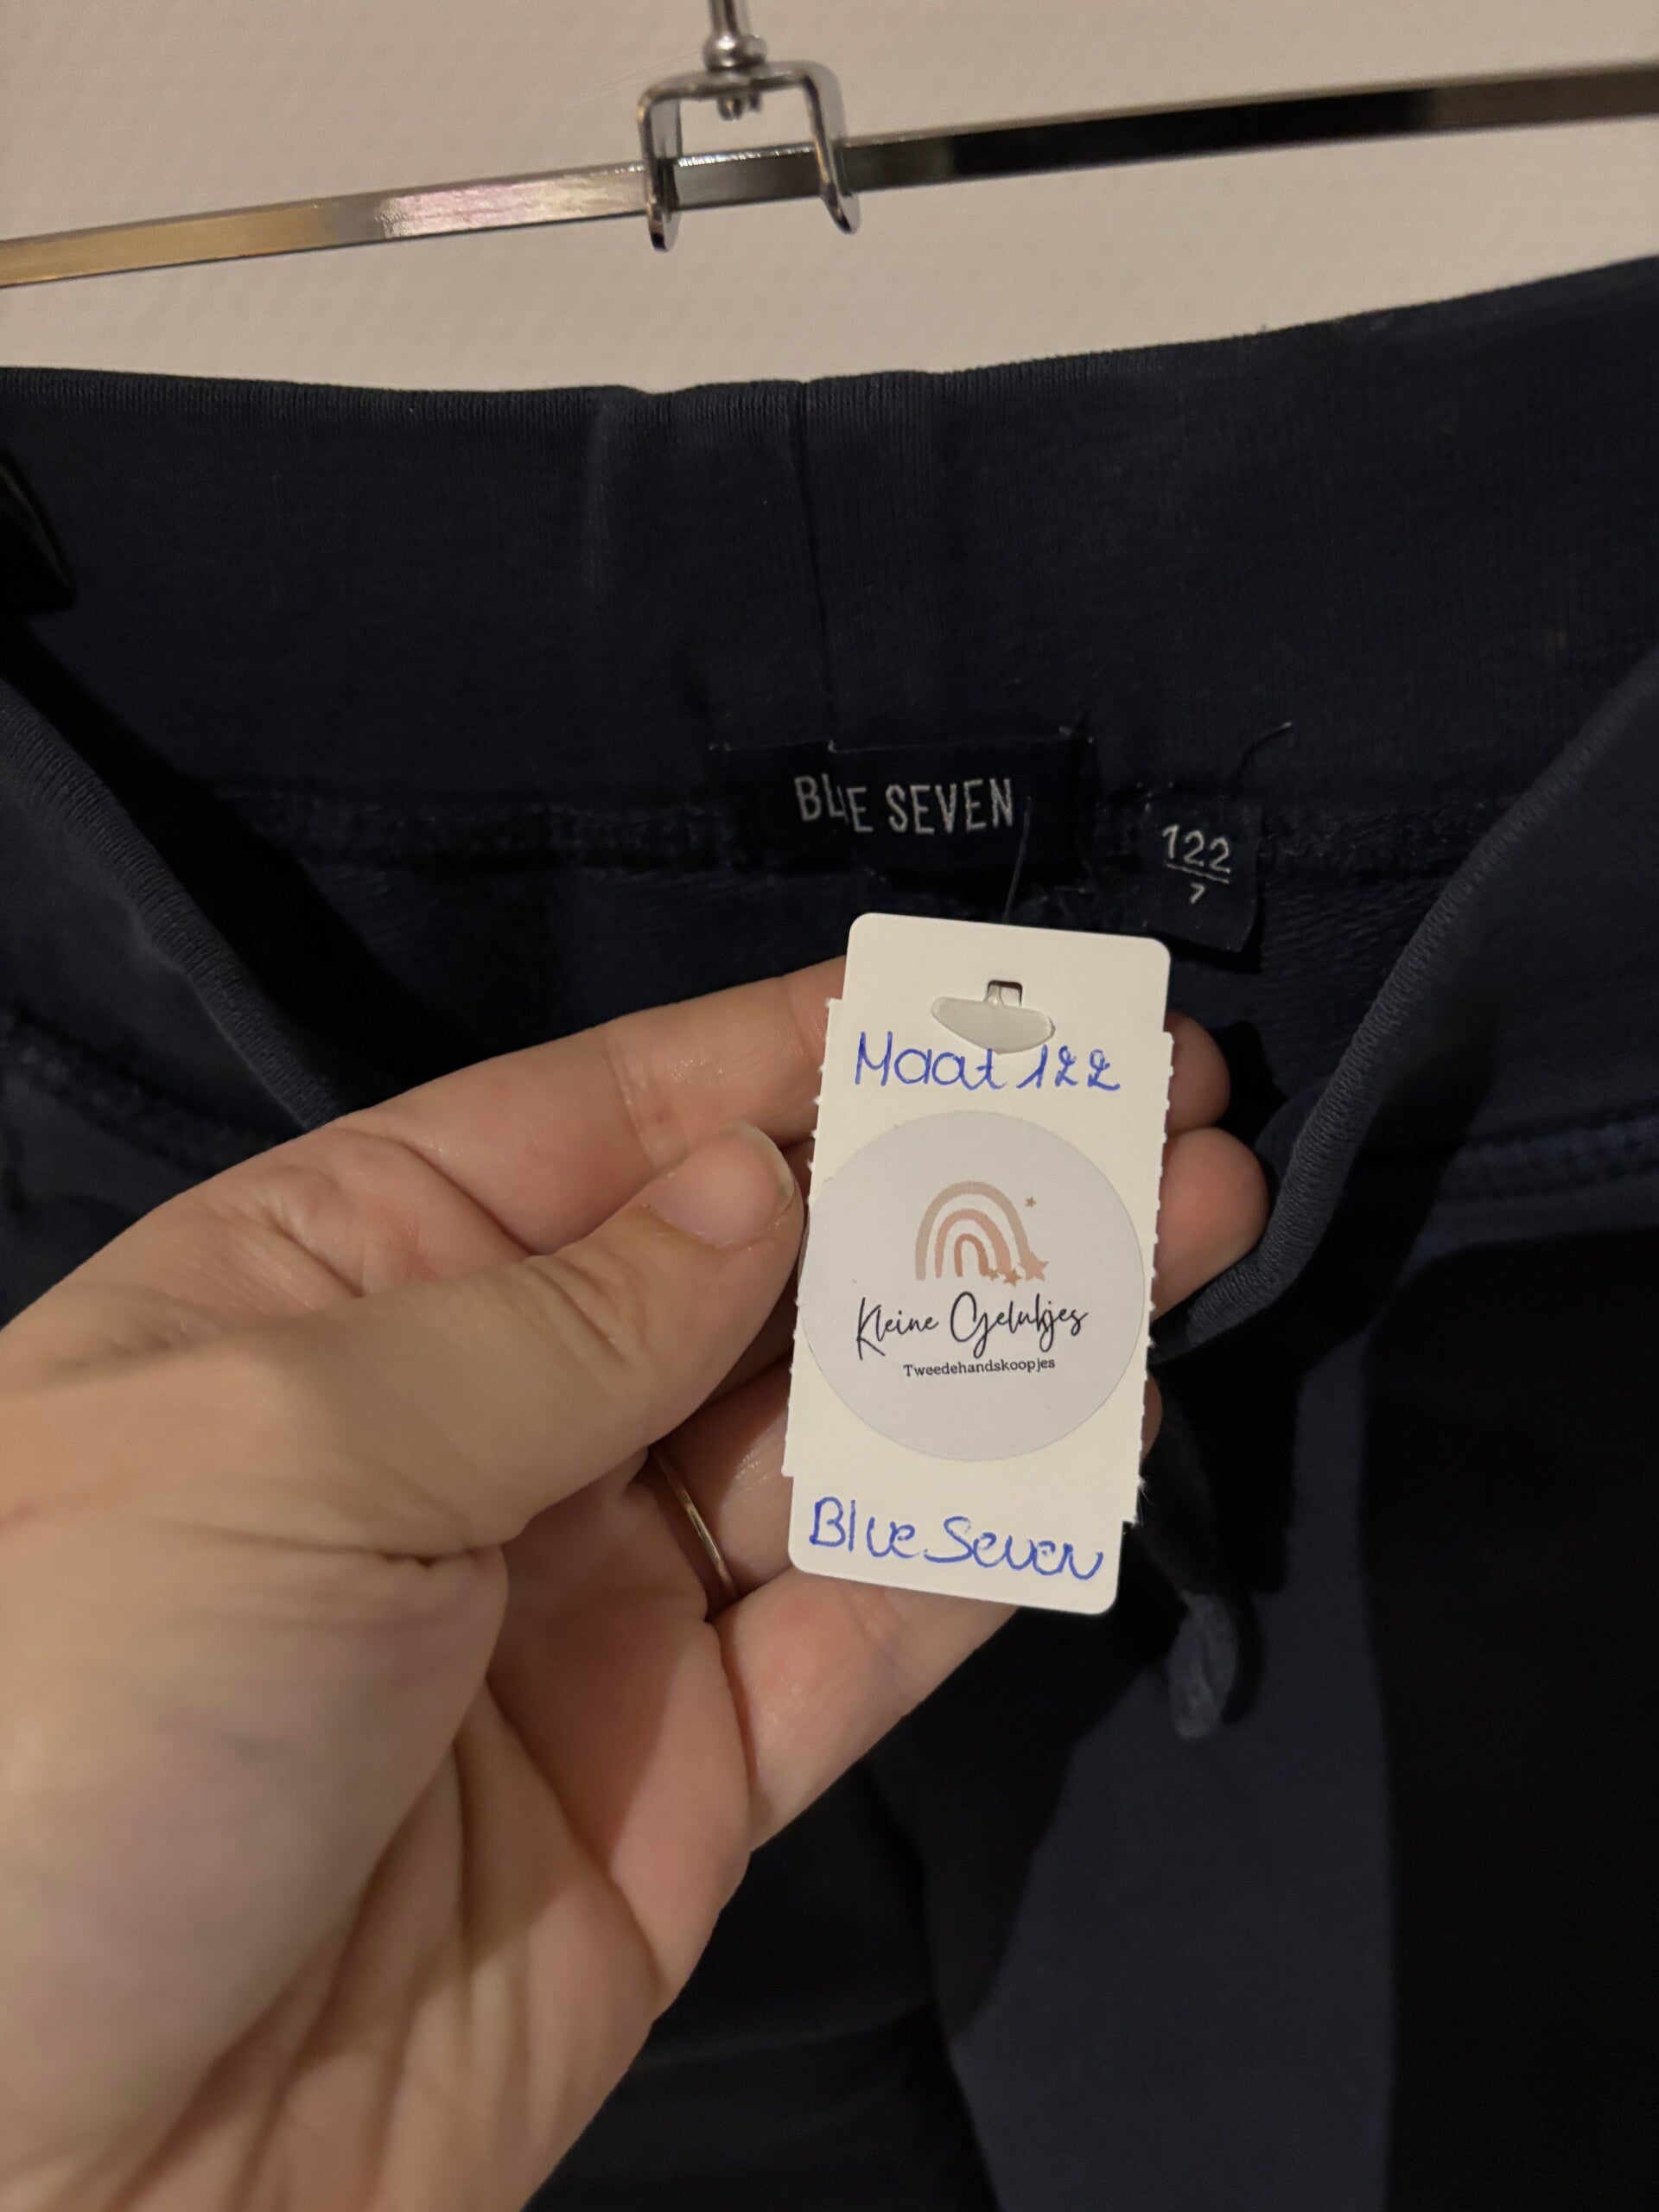 BLUE SEVEN
122
7
Maat 122
Kleine Gelukjes
Tweedehandskoopjes
Blue Seven